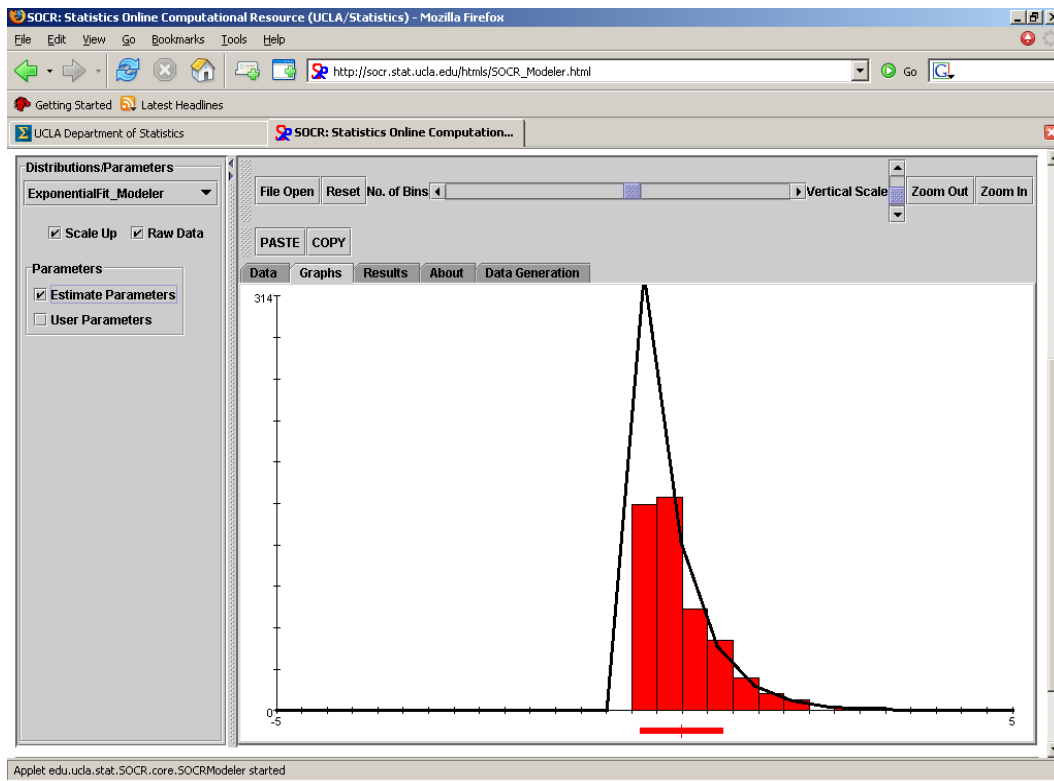 SOCR: Statistics Online Computational Resource (UCLA/Statistics) - Mozilla Firefox
File Edit View Go Bookmarks Tools Help
http://socr.stat.ucla.edu/htmls/SOCR_Modeler.html Go G
Getting Started Latest Headlines
UCLA Department of Statistics SOCR: Statistics Online Computation...
Distributions/Parameters
ExponentialFit_Modeler
Scale Up Raw Data
Parameters
Estimate Parameters
User Parameters
File Open Reset No. of Bins Vertical Scale Zoom Out Zoom In
PASTE COPY
Data Graphs Results About Data Generation
314
0
-5 5
Applet edu.ucla.stat.SOCR.core.SOCRModeler started